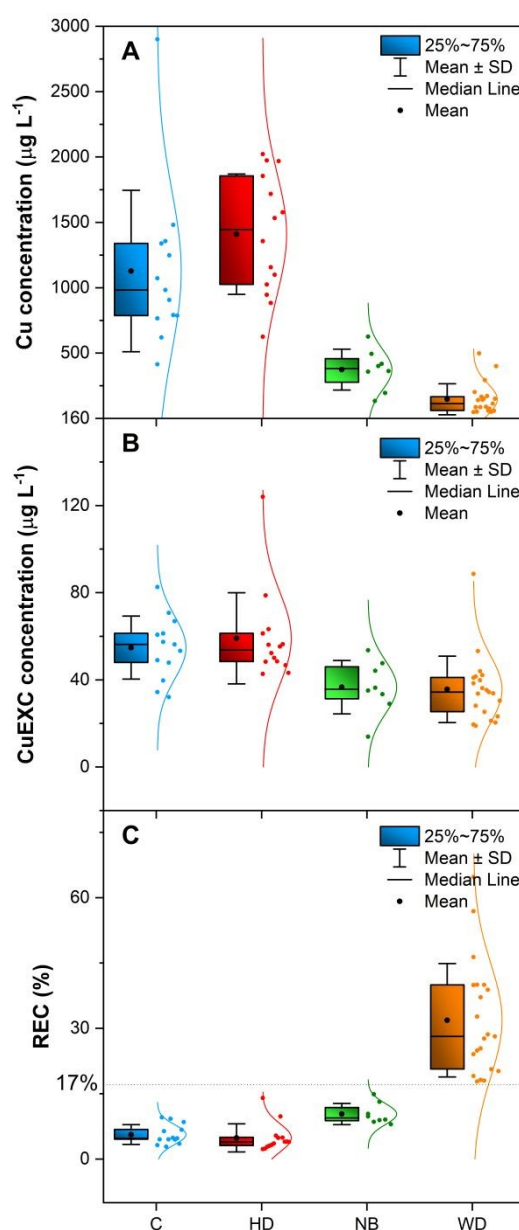 3000
2500
2000
1500
1000
500
160
Cu concentration (µg L⁻¹)
A
25%~75%
Mean ± SD
Median Line
Mean
120
80
40
0
CuEXC concentration (µg L⁻¹)
B
25%~75%
Mean ± SD
Median Line
Mean
60
30
17%
0
REC (%)
C
25%~75%
Mean ± SD
Median Line
Mean
C HD NB WD